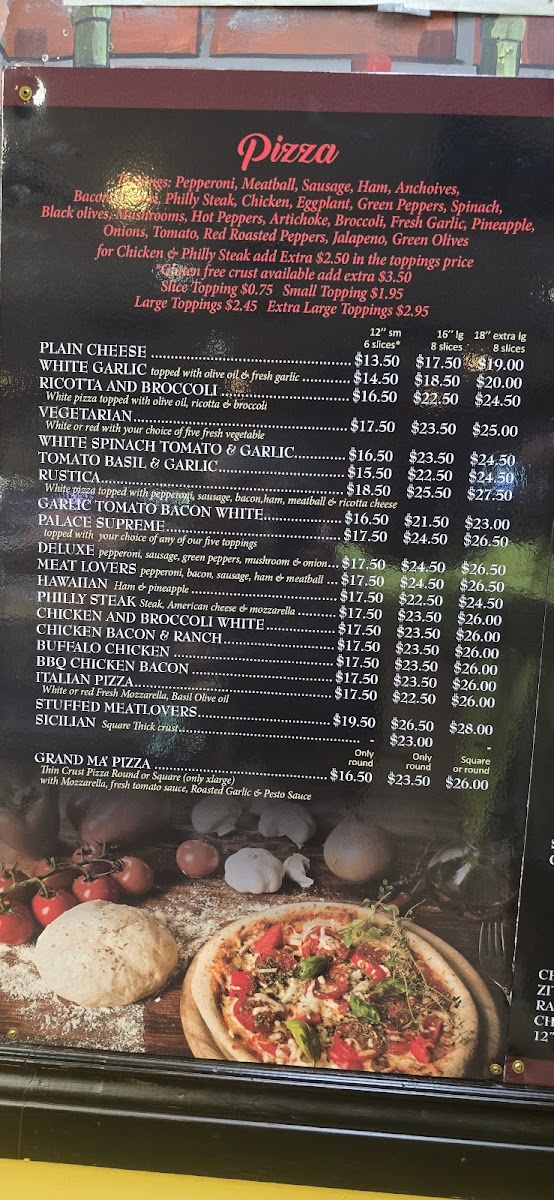 Pizza
Pepperoni, Meatball, Sausage, Ham, Anchoives,
Philly Steak, Chicken, Eggplant, Green Peppers, Spinach,
Black olives, Mushrooms, Hot Peppers, Artichoke, Broccoli, Fresh Garlic, Pineapple,
Onions, Tomato, Red Roasted Peppers, Jalapeno, Green Olives
for Chicken & Philly Steak add Extra $2.50 in the toppings price
*Gluten free crust available add extra $3.50
Slice Topping $0.75 Small Topping $1.95
Large Toppings $2.45 Extra Large Toppings $2.95
12" sm 16" lg 18" extra lg
6 slices* 8 slices 8 slices
PLAIN CHEESE $13.50 $17.50 $19.00
WHITE GARLIC topped with olive oil & fresh garlic $14.50 $18.50 $20.00
RICOTTA AND BROCCOLI $16.50 $22.50 $24.50
White pizza topped with olive oil, ricotta & broccoli
VEGETARIAN $17.50 $23.50 $25.00
White or red with your choice of five fresh vegetable
WHITE SPINACH TOMATO & GARLIC $16.50 $23.50 $24.50
TOMATO BASIL & GARLIC $15.50 $22.50 $24.50
RUSTICA $18.50 $25.50 $27.50
White pizza topped with pepperoni, sausage, bacon,ham, meatball & ricotta cheese
GARLIC TOMATO BACON WHITE $16.50 $21.50 $23.00
PALACE SUPREME $17.50 $24.50 $26.50
topped with your choice of any of our five toppings
DELUXE pepperoni, sausage, green peppers, mushroom & onion $17.50 $24.50 $26.50
MEAT LOVERS pepperoni, bacon, sausage, ham & meatball $17.50 $24.50 $26.50
HAWAIIAN Ham & pineapple $17.50 $22.50 $24.50
PHILLY STEAK Steak, American cheese & mozzarella $17.50 $23.50 $26.00
CHICKEN AND BROCCOLI WHITE $17.50 $23.50 $26.00
CHICKEN BACON & RANCH $17.50 $23.50 $26.00
BUFFALO CHICKEN $17.50 $23.50 $26.00
BBQ CHICKEN BACON $17.50 $23.50 $26.00
ITALIAN PIZZA $17.50 $22.50 $26.00
White or red Fresh Mozzarella, Basil Olive oil
STUFFED MEATLOVERS $19.50 $26.50 $28.00
SICILIAN Square Thick crust - $23.00 -
Only round Only round Square or round
GRAND MA' PIZZA $16.50 $23.50 $26.00
Thin Crust Pizza Round or Square (only xlarge)
with Mozzarella, fresh tomato sauce, Roasted Garlic & Pesto Sauce
CH
ZIT
RA
CH
12"